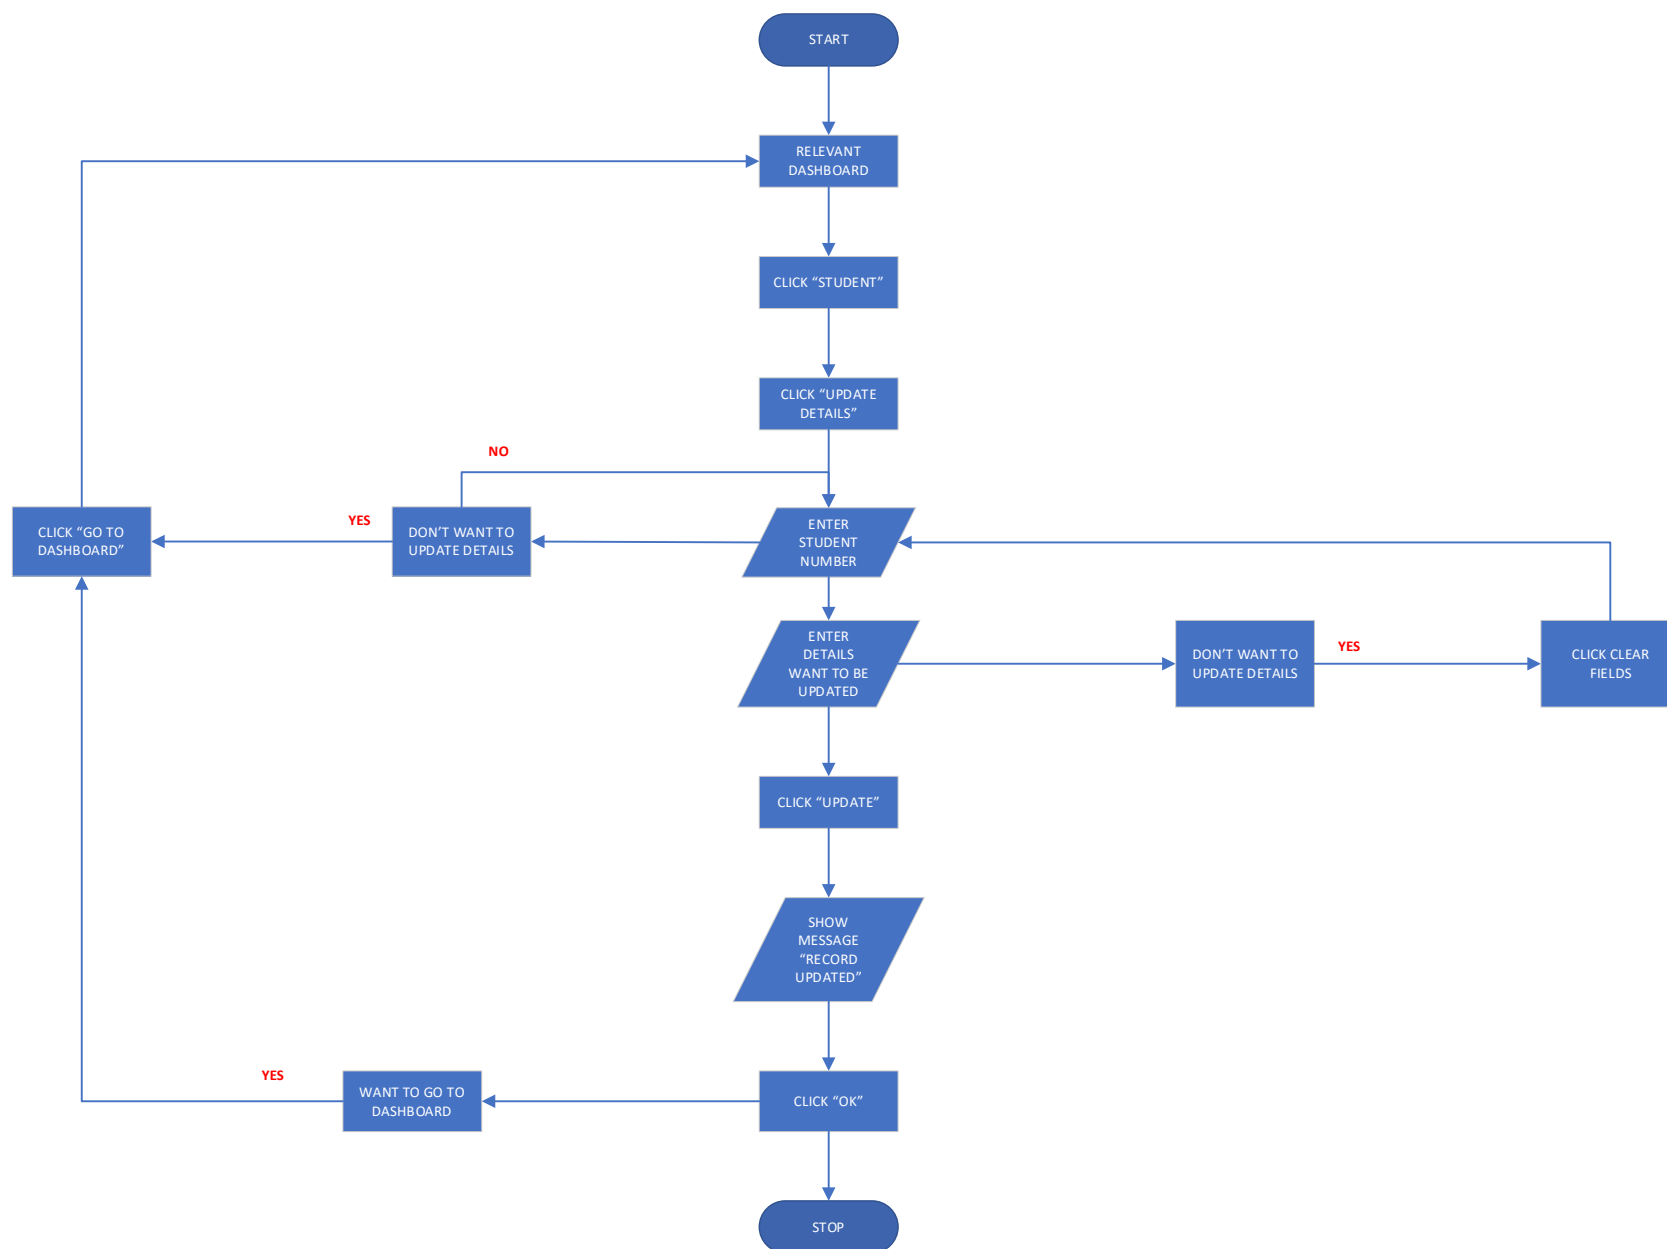 START
RELEVANT
DASHBOARD
CLICK “STUDENT”
CLICK “UPDATE
DETAILS”
NO
YES
CLICK “GO TO
DASHBOARD”
DON’T WANT TO
UPDATE DETAILS
ENTER
STUDENT
NUMBER
ENTER
DETAILS
WANT TO BE
UPDATED
DON’T WANT TO
UPDATE DETAILS
YES
CLICK CLEAR
FIELDS
CLICK “UPDATE”
SHOW
MESSAGE
“RECORD
UPDATED”
YES
WANT TO GO TO
DASHBOARD
CLICK “OK”
STOP